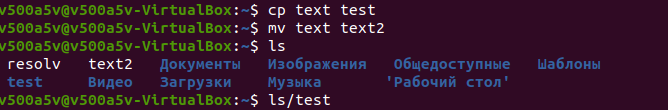 v500a5v@v500a5v-VirtualBox:~$ cp text test
v500a5v@v500a5v-VirtualBox:~$ mv text text2
v500a5v@v500a5v-VirtualBox:~$ ls
resolv text2 Документы Изображения Общедоступные Шаблоны
test Видео Загрузки Музыка 'Рабочий стол'
v500a5v@v500a5v-VirtualBox:~$ ls/test